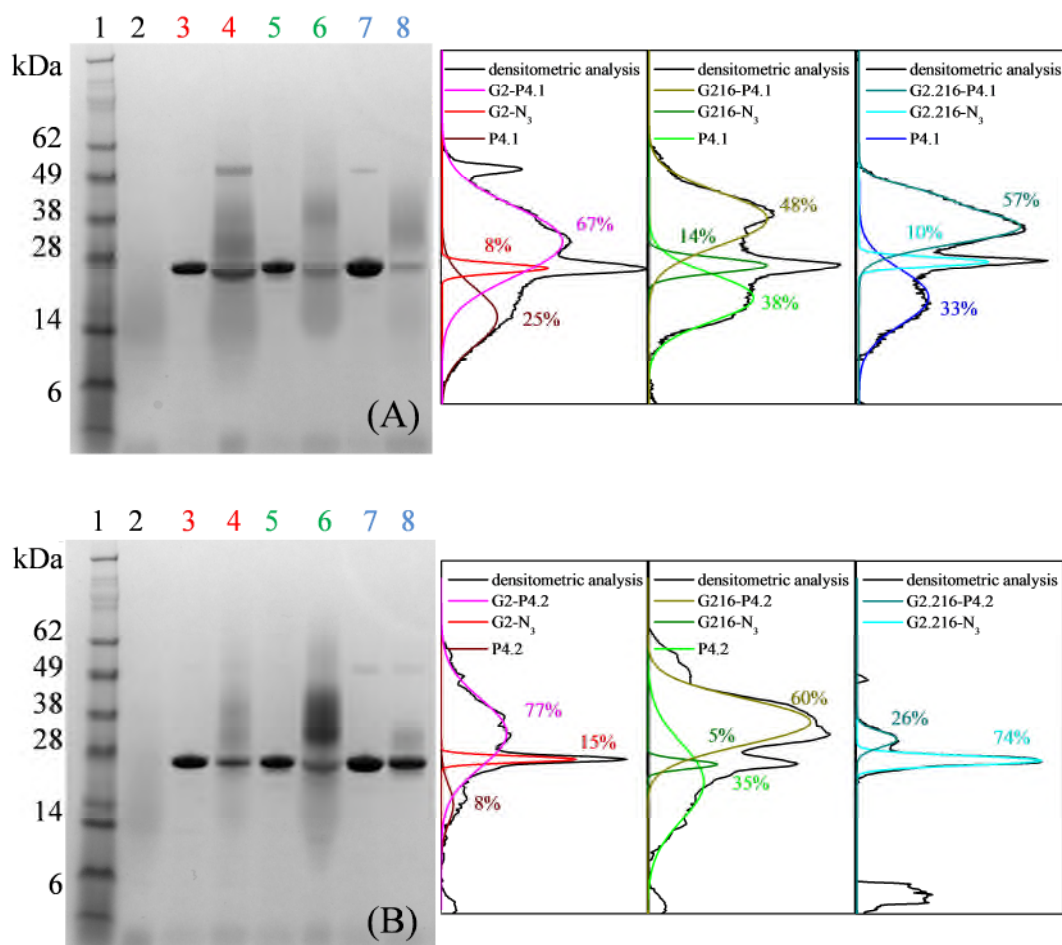 1 2 3 4 5 6 7 8
kDa
62
49
38
28
14
6
(A)
densitometric analysis
G2-P4.1
G2-N₃
P4.1
67%
8%
25%
densitometric analysis
G216-P4.1
G216-N₃
P4.1
48%
14%
38%
densitometric analysis
G2.216-P4.1
G2.216-N₃
P4.1
57%
10%
33%
1 2 3 4 5 6 7 8
kDa
62
49
38
28
14
6
(B)
densitometric analysis
G2-P4.2
G2-N₃
P4.2
77%
15%
8%
densitometric analysis
G216-P4.2
G216-N₃
P4.2
60%
5%
35%
densitometric analysis
G2.216-P4.2
G2.216-N₃
26%
74%